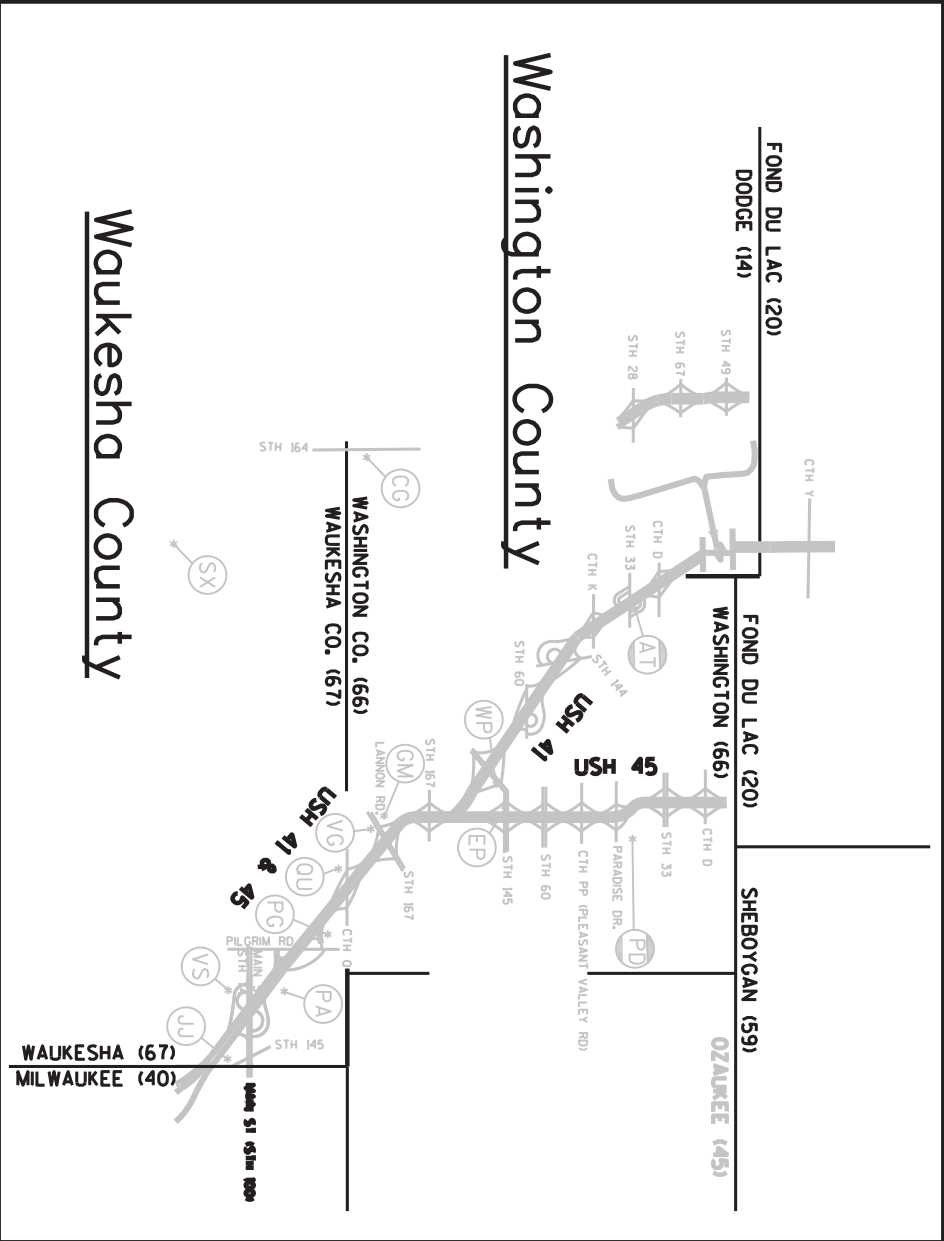 FOND DU LAC (20)
DODGE (14)
CTH Y
STH 49
STH 67
STH 28
Washington County
FOND DU LAC (20)
WASHINGTON (66)
CTH D
STH 33
AT
CTH K
STH 144
STH 60
USH 41
WP
USH 45
CTH D
STH 33
PARADISE DR.
PD
CTH PP (PLEASANT VALLEY RD)
STH 60
STH 145
EP
SHEBOYGAN (59)
OZAUKEE (45)
STH 164
CG
WASHINGTON CO. (66)
WAUKESHA CO. (67)
SX
Waukesha County
STH 167
GM
LANNON RD.
VG
STH 167
USH 41 & 45
QU
PG
CTH Q
PILGRIM RD
MAIN
STH
VS
PA
JJ
STH 145
WAUKESHA (67)
MILWAUKEE (40)
MAIN ST (STH 100)